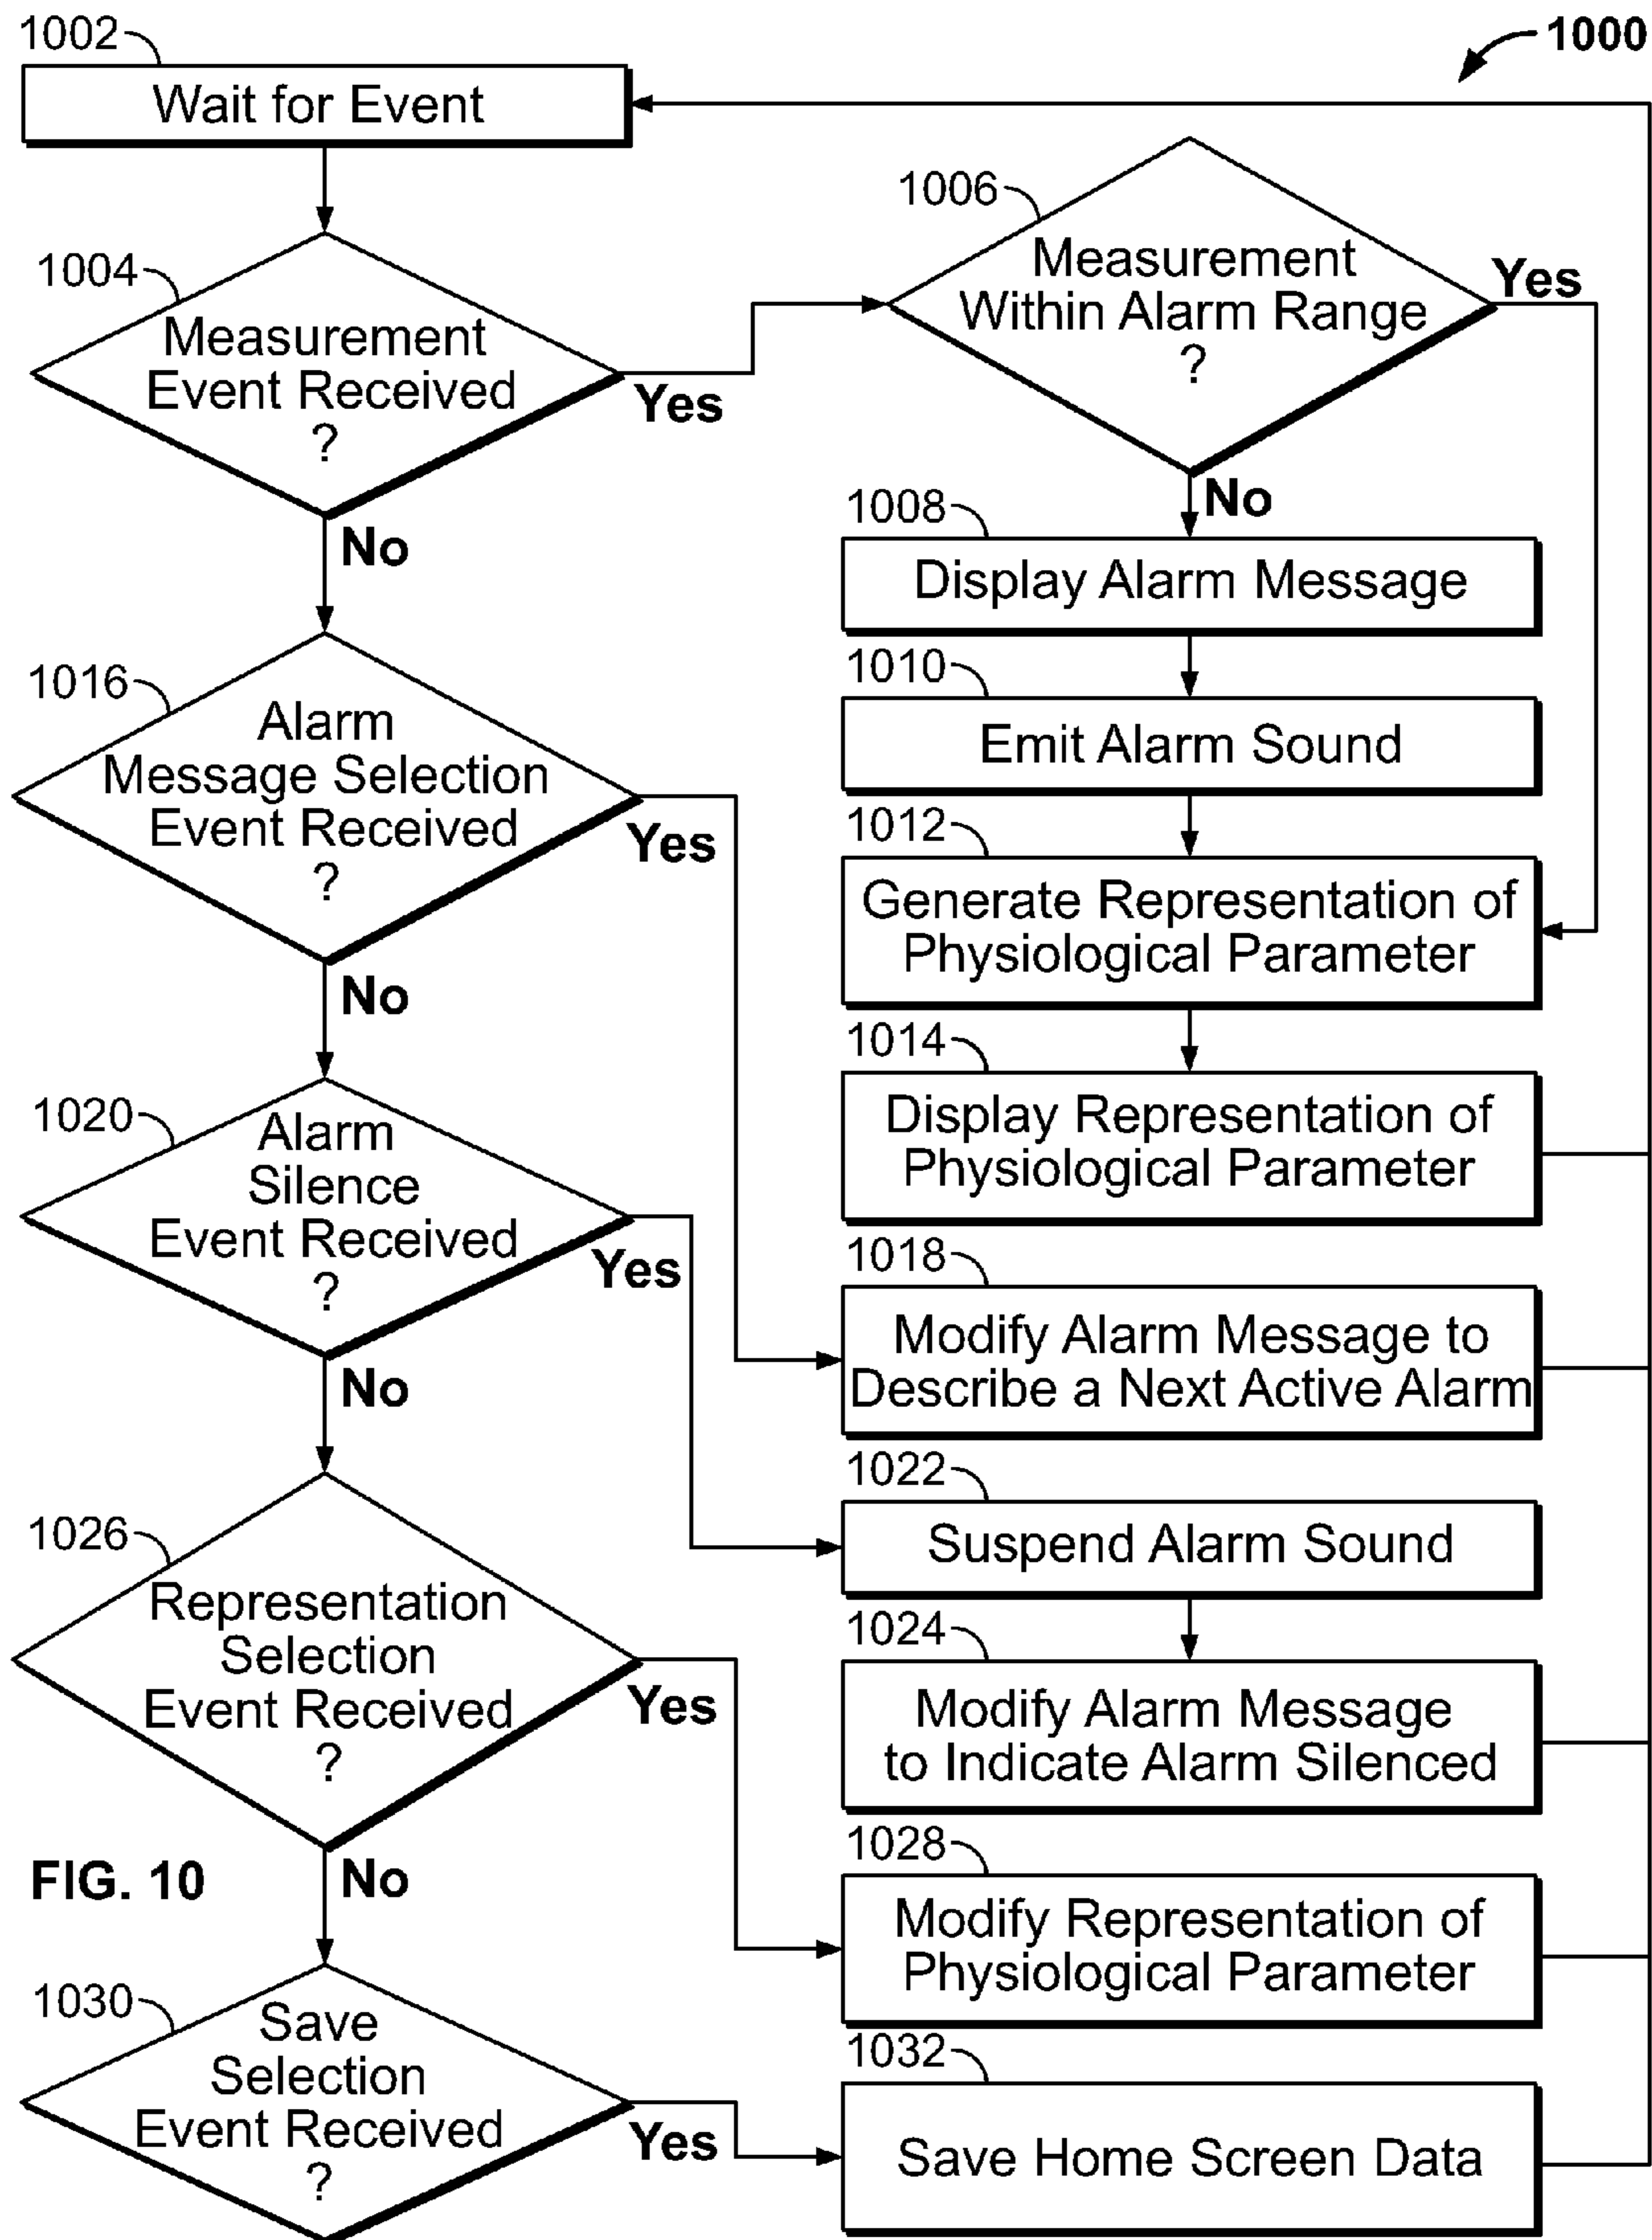 1002
1000
Wait for Event
1004
Measurement
Event Received
?
Yes
No
1006
Measurement
Within Alarm Range
?
Yes
No
1008
Display Alarm Message
1010
Emit Alarm Sound
1012
Generate Representation of
Physiological Parameter
1014
Display Representation of
Physiological Parameter
1016
Alarm
Message Selection
Event Received
?
Yes
No
1018
Modify Alarm Message to
Describe a Next Active Alarm
1020
Alarm
Silence
Event Received
?
Yes
No
1022
Suspend Alarm Sound
1024
Modify Alarm Message
to Indicate Alarm Silenced
1026
Representation
Selection
Event Received
?
Yes
No
1028
Modify Representation of
Physiological Parameter
FIG. 10
1030
Save
Selection
Event Received
?
Yes
1032
Save Home Screen Data